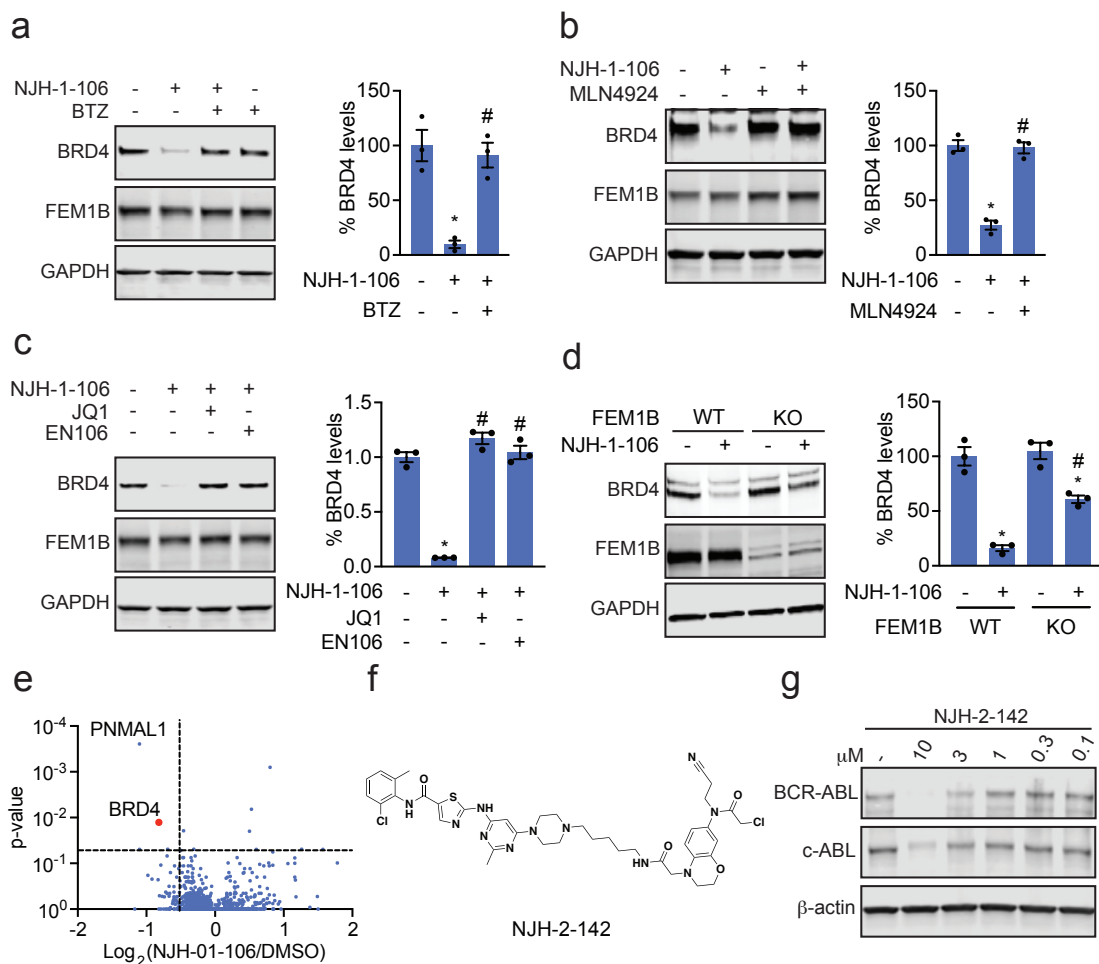 a
NJH-1-106 - + + -
BTZ - - + +
BRD4
FEM1B
GAPDH
% BRD4 levels
150
100
50
0
*
#
NJH-1-106 - + +
BTZ - - +
b
NJH-1-106 - + - +
MLN4924 - - + +
BRD4
FEM1B
GAPDH
% BRD4 levels
150
100
50
0
*
#
NJH-1-106 - + +
MLN4924 - - +
c
NJH-1-106 - + + +
JQ1 - - + -
EN106 - - - +
BRD4
FEM1B
GAPDH
% BRD4 levels
1.5
1.0
0.5
0.0
*
#
#
NJH-1-106 - + + +
JQ1 - - + -
EN106 - - - +
d
FEM1B WT KO
NJH-1-106 - + - +
BRD4
FEM1B
GAPDH
% BRD4 levels
150
100
50
0
*
#
*
NJH-1-106 - + - +
FEM1B WT KO
e
p-value
10-4
10-3
10-2
10-1
100
PNMAL1
BRD4
-2 -1 0 1 2
Log2(NJH-01-106/DMSO)
f
N
O
S
NH
N
N
Cl
NH
N
N
N
N
N
O
Cl
O
HN
N
O
NJH-2-142
g
NJH-2-142
μM - 10 3 1 0.3 0.1
BCR-ABL
c-ABL
β-actin